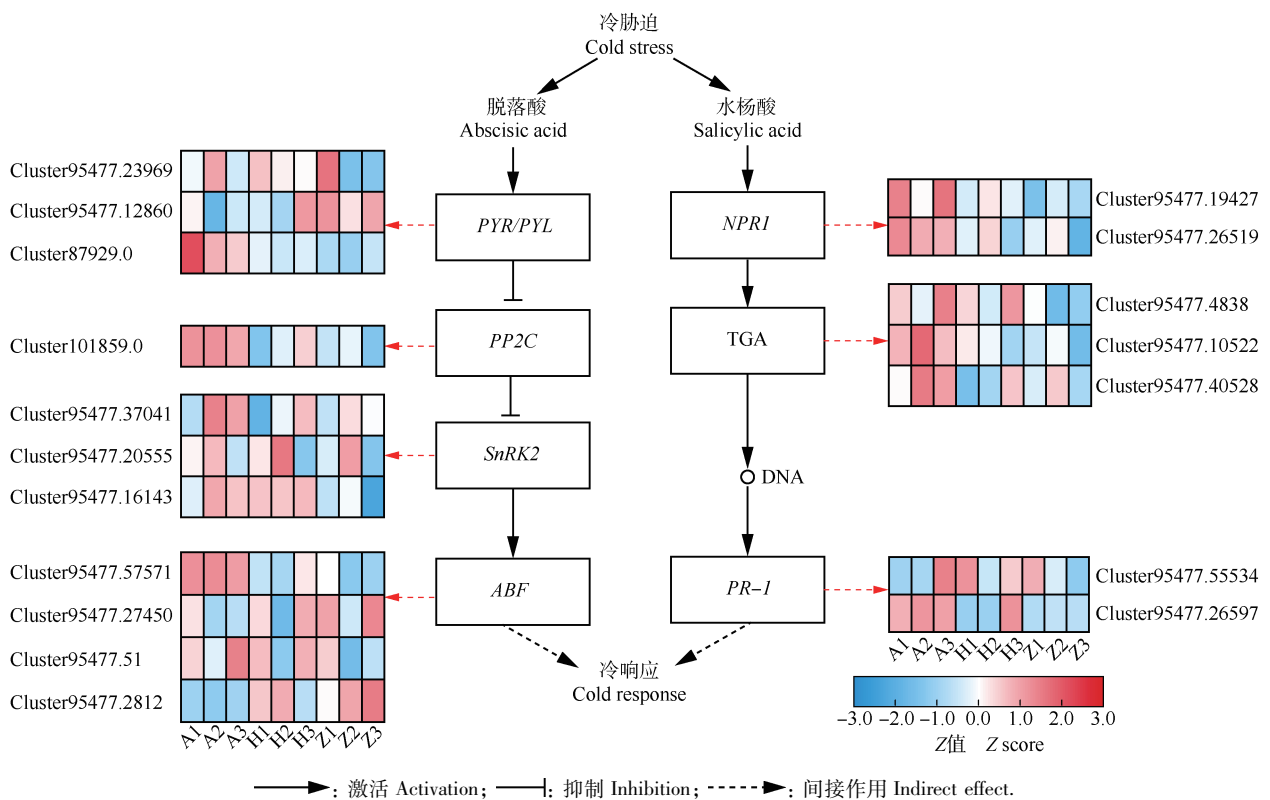 冷胁迫
Cold stress
脱落酸
Abscisic acid
水杨酸
Salicylic acid
Cluster95477.23969
Cluster95477.12860
Cluster87929.0
PYR/PYL
NPR1
Cluster95477.19427
Cluster95477.26519
Cluster101859.0
PP2C
TGA
Cluster95477.4838
Cluster95477.10522
Cluster95477.40528
Cluster95477.37041
Cluster95477.20555
Cluster95477.16143
SnRK2
DNA
Cluster95477.57571
Cluster95477.27450
Cluster95477.51
Cluster95477.2812
ABF
PR-1
Cluster95477.55534
Cluster95477.26597
A1 A2 A3 H1 H2 H3 Z1 Z2 Z3
A1 A2 A3 H1 H2 H3 Z1 Z2 Z3
冷响应
Cold response
-3.0 -2.0 -1.0 0.0 1.0 2.0 3.0
Z值 Z score
: 激活 Activation; : 抑制 Inhibition; : 间接作用 Indirect effect.